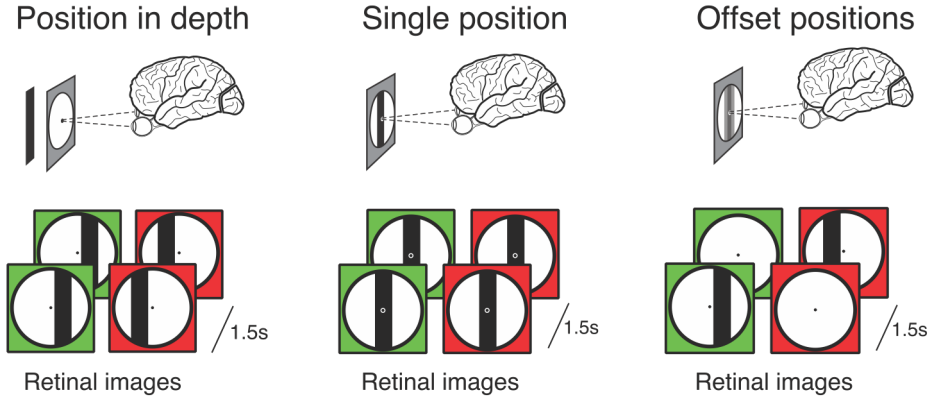 Position in depth
Single position
Offset positions
1.5s
1.5s
1.5s
Retinal images
Retinal images
Retinal images